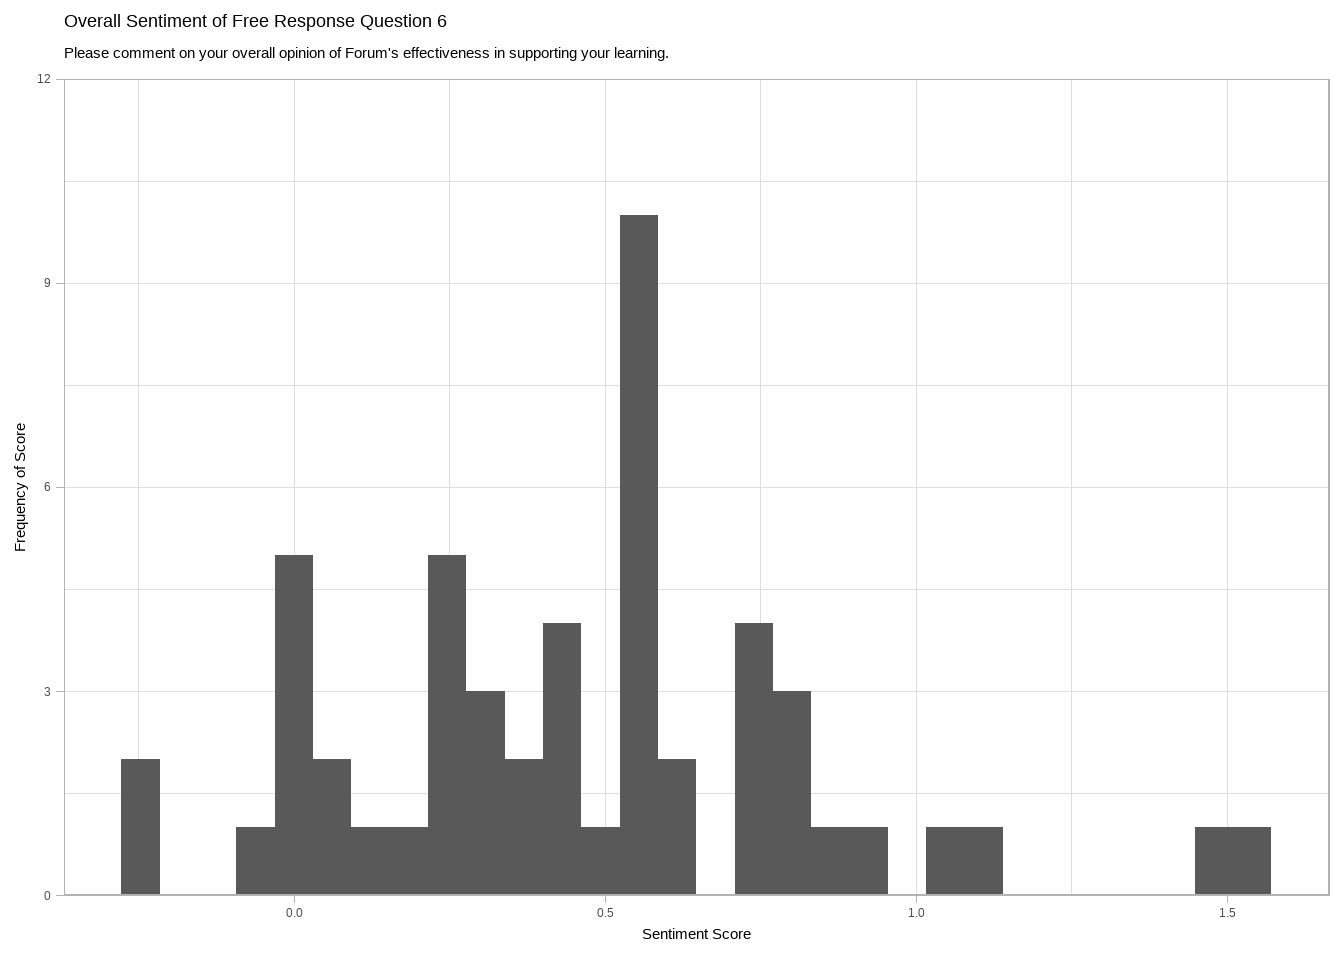 Overall Sentiment of Free Response Question 6
Please comment on your overall opinion of Forum's effectiveness in supporting your learning.
12
9
6
3
0
Frequency of Score
0.0 0.5 1.0 1.5
Sentiment Score